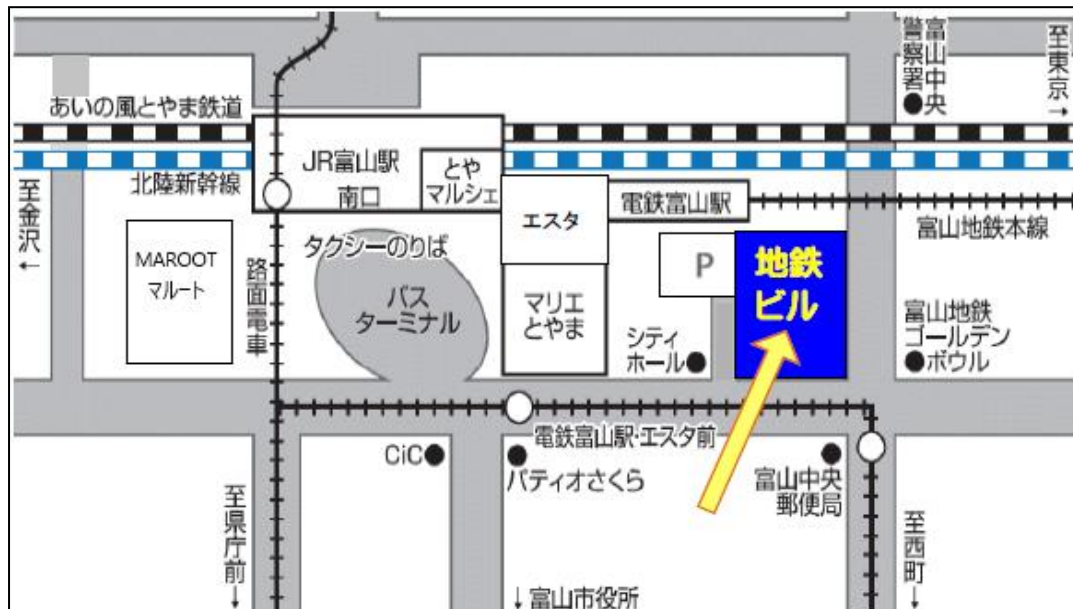 富山中央
警察署
至東京→
あいの風とやま鉄道
北陸新幹線
至金沢←
JR富山駅
南口
とや
マルシェ
エスタ
電鉄富山駅
富山地鉄本線
MAROOT
マルート
路面電車
タクシーのりば
バス
ターミナル
マリエ
とやま
P
地鉄
ビル
シティ
ホール
富山地鉄
ゴールデン
ボウル
電鉄富山駅・エスタ前
CiC
パティオさくら
富山中央
郵便局
至県庁前→
↓富山市役所
至西町→